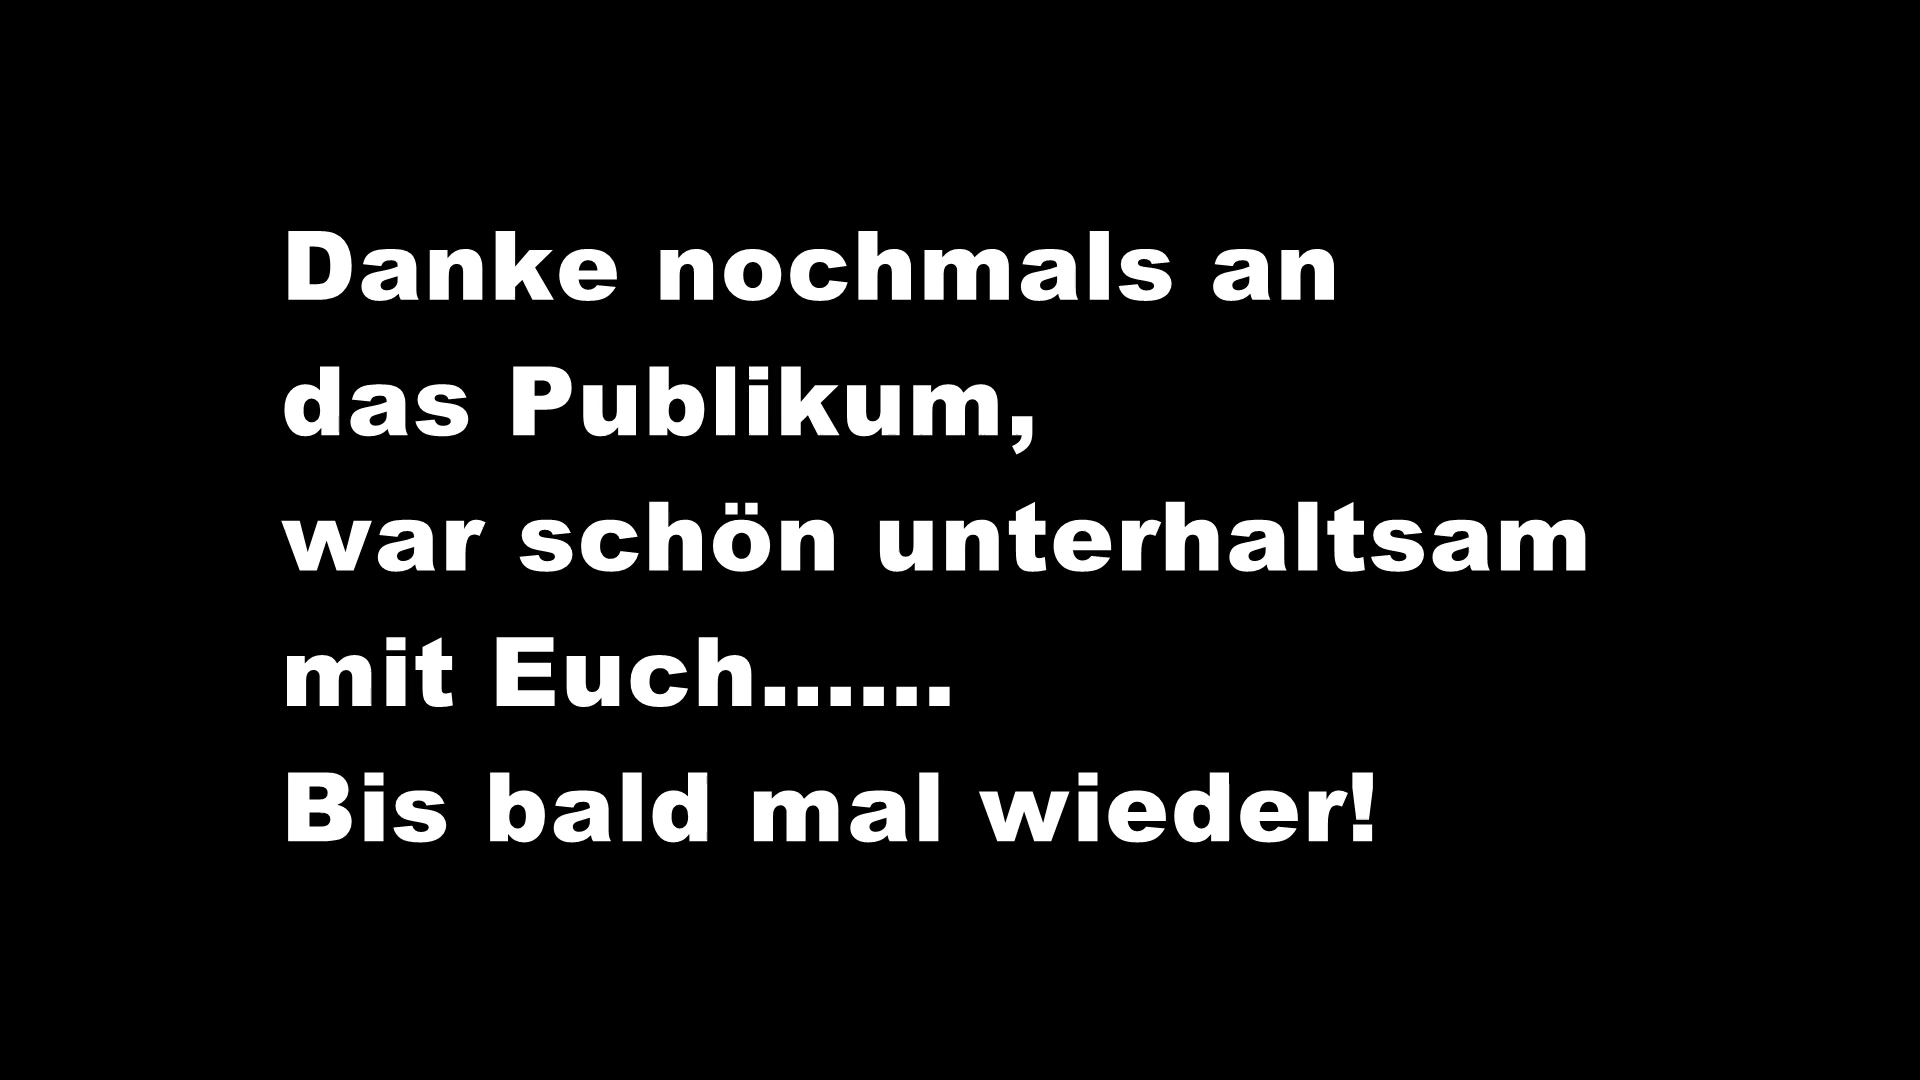 Danke nochmals an
das Publikum,
war schön unterhaltsam
mit Euch......
Bis bald mal wieder!